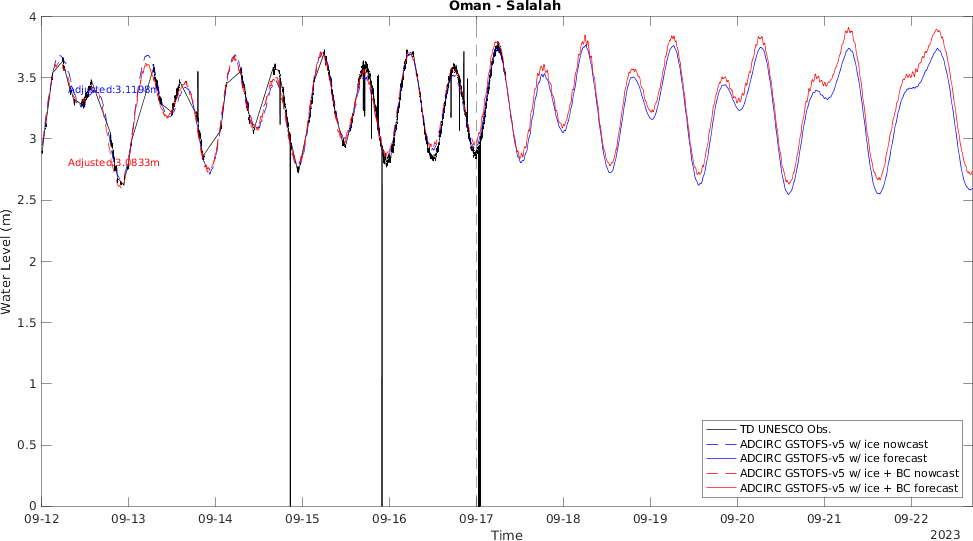 Oman - Salalah
4
3.5
3
2.5
2
1.5
1
0.5
0
Water Level (m)
Adjusted:3.1198m
Adjusted:3.0833m
TD UNESCO Obs.
ADCIRC GSTOFS-v5 w/ ice nowcast
ADCIRC GSTOFS-v5 w/ ice forecast
ADCIRC GSTOFS-v5 w/ ice + BC nowcast
ADCIRC GSTOFS-v5 w/ ice + BC forecast
09-12 09-13 09-14 09-15 09-16 09-17 09-18 09-19 09-20 09-21 09-22
Time
2023